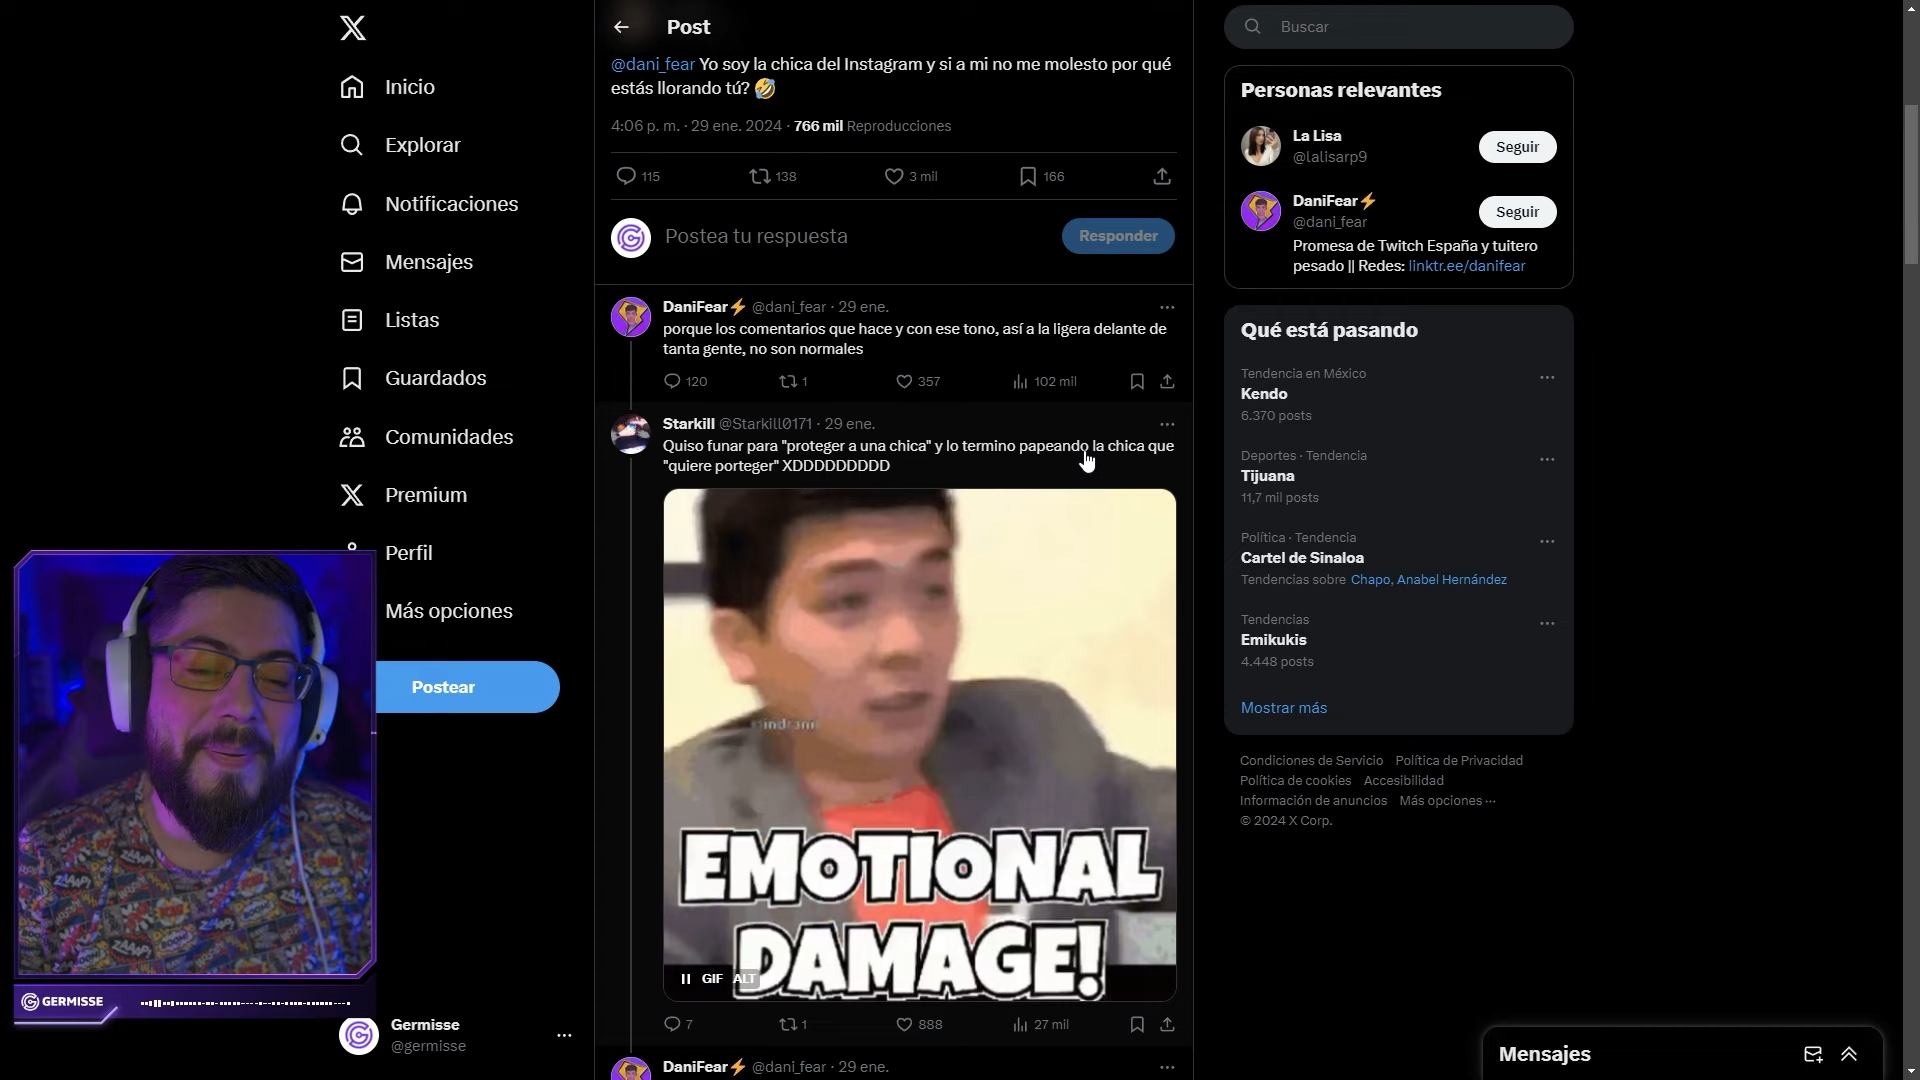 Inicio
Explorar
Notificaciones
Mensajes
Listas
Guardados
Comunidades
Premium
Perfil
Más opciones
Postear
GERMISSE
Germisse
@germisse
Post
@dani_fear Yo soy la chica del Instagram y si a mi no me molesto por qué
estás llorando tú? 🤣
4:06 p. m. · 29 ene. 2024 · 766 mil Reproducciones
115 138 3 mil 166
Postea tu respuesta
Responder
DaniFear⚡ @dani_fear · 29 ene.
porque los comentarios que hace y con ese tono, así a la ligera delante de
tanta gente, no son normales
120 1 357 102 mil
Starkill @Starkill0171 · 29 ene.
Quiso funar para "proteger a una chica" y lo termino papeando la chica que
"quiere porteger" XDDDDDDDDD
EMOTIONAL
DAMAGE!
GIF ALT
7 1 888 27 mil
DaniFear⚡ @dani_fear · 29 ene.
Buscar
Personas relevantes
La Lisa
@lalisarp9
Seguir
DaniFear⚡
@dani_fear
Seguir
Promesa de Twitch España y tuitero
pesado || Redes: linktr.ee/danifear
Qué está pasando
Tendencia en México
Kendo
6.370 posts
Deportes · Tendencia
Tijuana
11,7 mil posts
Política · Tendencia
Cartel de Sinaloa
Tendencias sobre Chapo, Anabel Hernández
Tendencias
Emikukis
4.448 posts
Mostrar más
Condiciones de Servicio Política de Privacidad
Política de cookies Accesibilidad
Información de anuncios Más opciones ···
© 2024 X Corp.
Mensajes